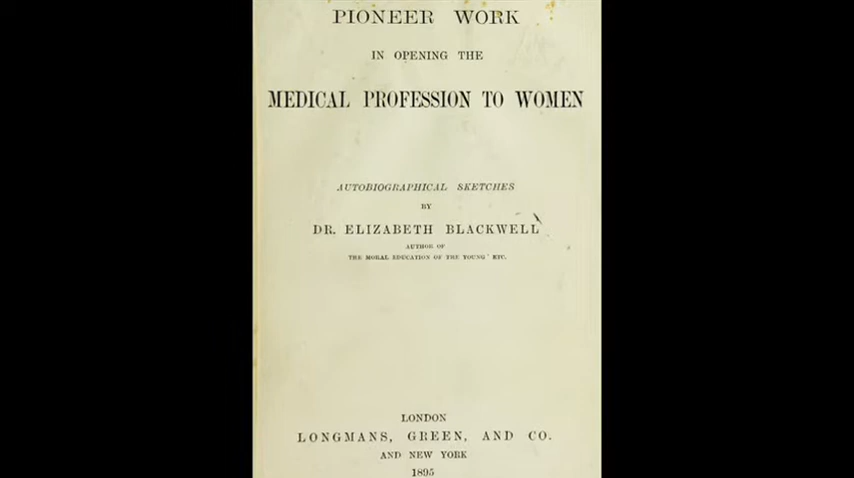 PIONEER WORK
IN OPENING THE
MEDICAL PROFESSION TO WOMEN
AUTOBIOGRAPHICAL SKETCHES
BY
DR. ELIZABETH BLACKWELL
AUTHOR OF
THE MORAL EDUCATION OF THE YOUNG' ETC.
LONDON
LONGMANS, GREEN, AND CO.
AND NEW YORK
1895